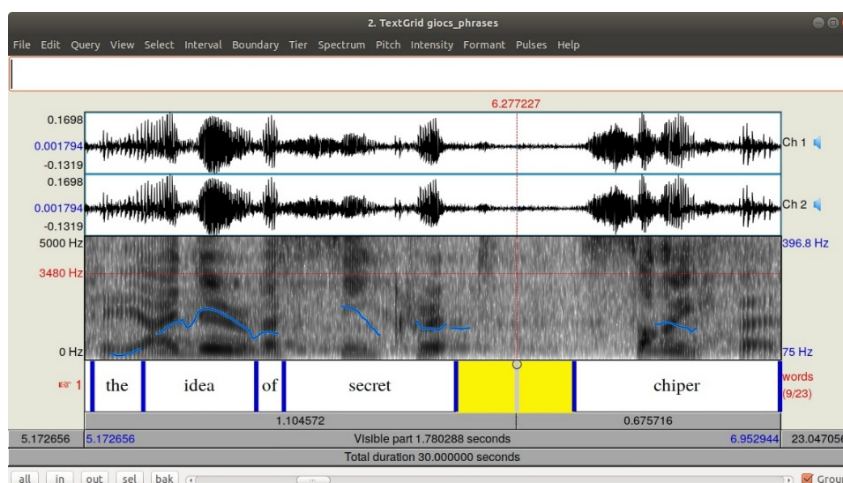 2. TextGrid giocs_phrases
File Edit Query View Select Interval Boundary Tier Spectrum Pitch Intensity Formant Pulses Help
6.277227
0.1698
0.001794
-0.1319
Ch 1
0.1698
0.001794
-0.1319
Ch 2
5000 Hz
396.8 Hz
3480 Hz
0 Hz
75 Hz
1 the idea of secret chiper words
(9/23)
1.104572 0.675716
5.172656 5.172656 Visible part 1.780288 seconds 6.952944 23.047056
Total duration 30.000000 seconds
all in out sel bak Grou